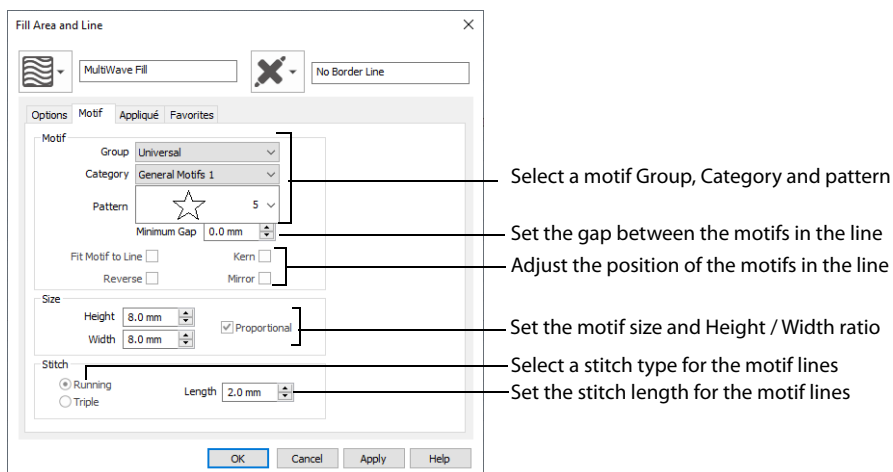 Fill Area and Line
MultiWave Fill
No Border Line
Options Motif Appliqué Favorites
Motif
Group Universal
Category General Motifs 1
Pattern 5
Select a motif Group, Category and pattern
Minimum Gap 0.0 mm
Set the gap between the motifs in the line
Fit Motif to Line Kern
Reverse Mirror
Adjust the position of the motifs in the line
Size
Height 8.0 mm
Width 8.0 mm
Proportional
Set the motif size and Height / Width ratio
Stitch
Running
Triple
Length 2.0 mm
Select a stitch type for the motif lines
Set the stitch length for the motif lines
OK Cancel Apply Help